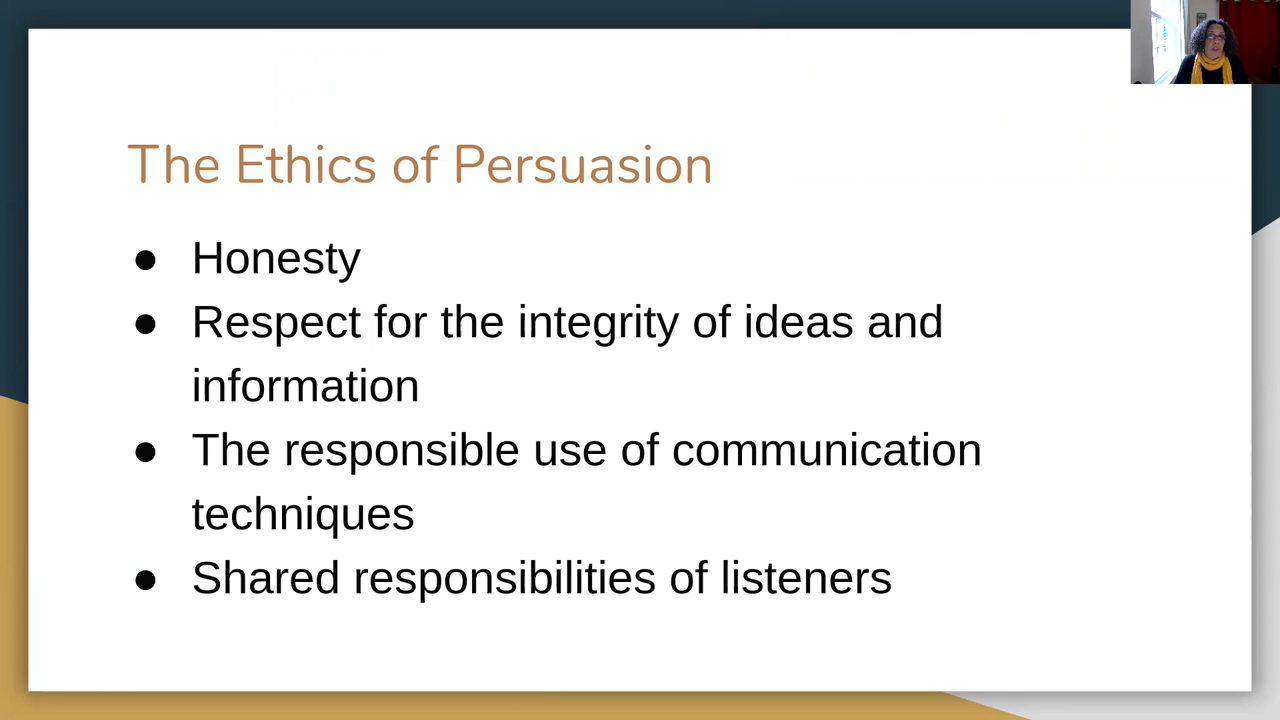 The Ethics of Persuasion
● Honesty
● Respect for the integrity of ideas and
information
● The responsible use of communication
techniques
● Shared responsibilities of listeners